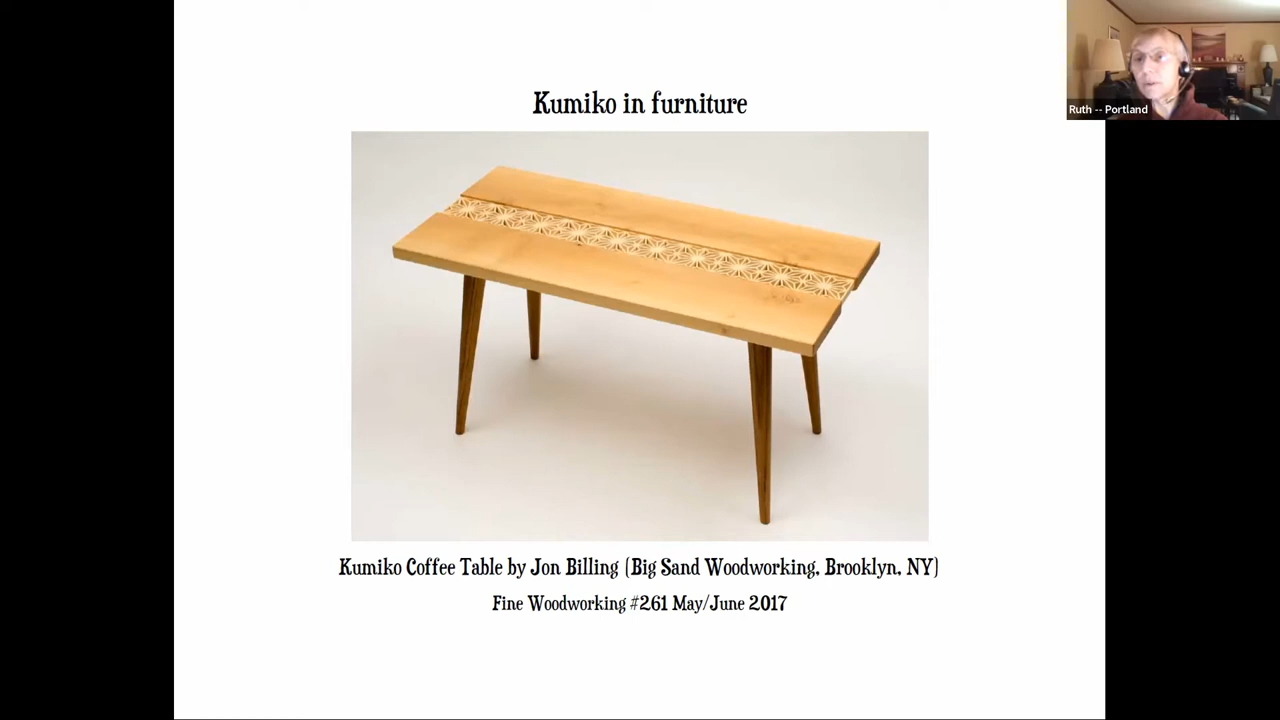 Kumiko in furniture
Ruth -- Portland
Kumiko Coffee Table by Jon Billing (Big Sand Woodworking, Brooklyn, NY)
Fine Woodworking #261 May/June 2017